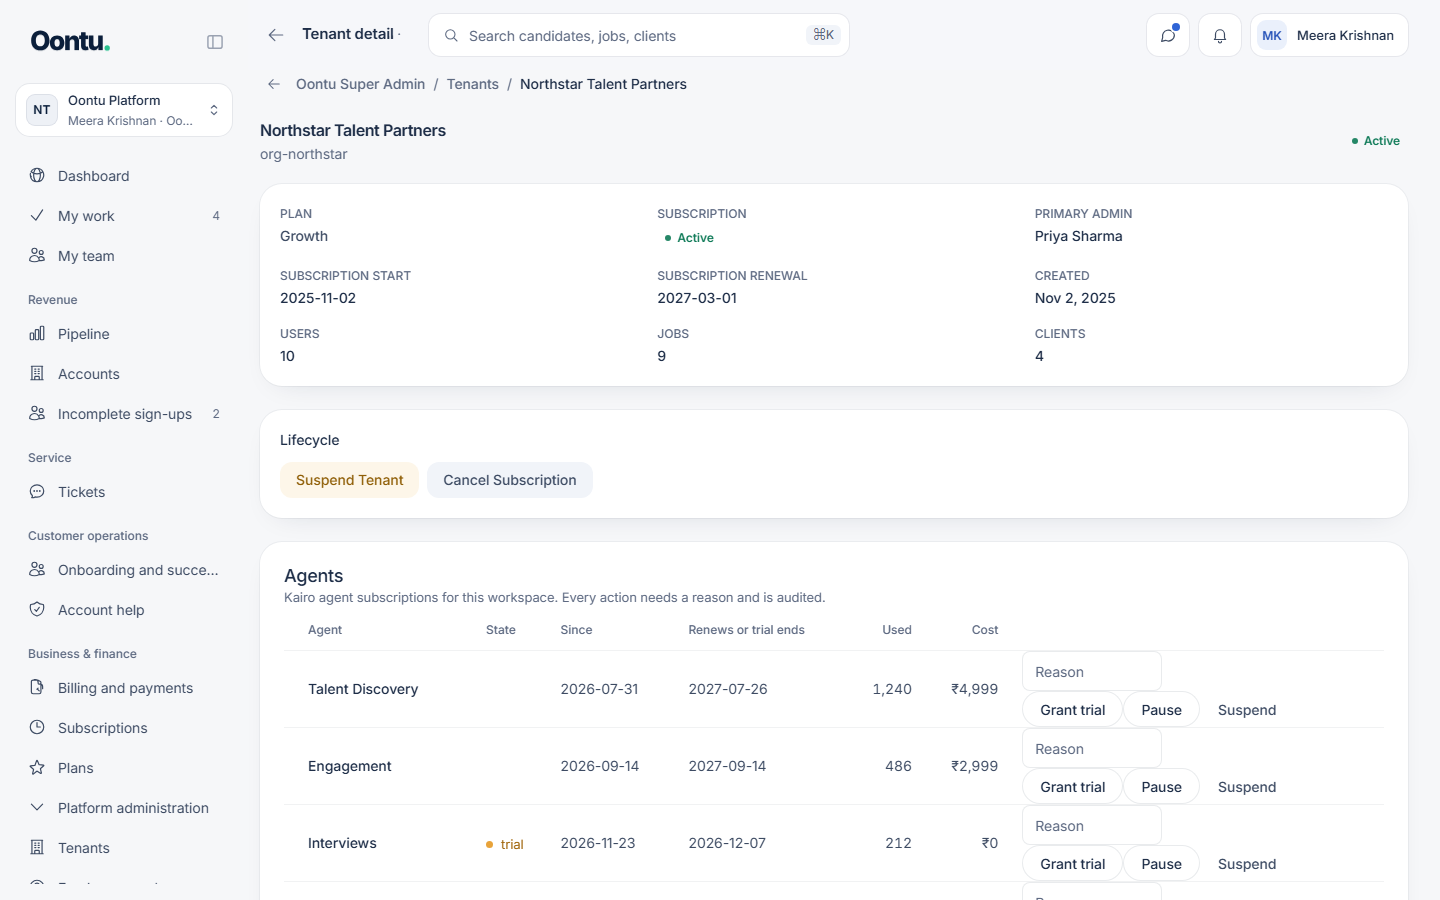 Oontu.
NT
Oontu Platform
Meera Krishnan · Oo...
Dashboard
My work 4
My team
Revenue
Pipeline
Accounts
Incomplete sign-ups 2
Service
Tickets
Customer operations
Onboarding and succe...
Account help
Business & finance
Billing and payments
Subscriptions
Plans
Platform administration
Tenants
Tenant detail ·
Search candidates, jobs, clients ⌘K
MK Meera Krishnan
Oontu Super Admin / Tenants / Northstar Talent Partners
Northstar Talent Partners
org-northstar
Active
PLAN SUBSCRIPTION PRIMARY ADMIN
Growth Active Priya Sharma
SUBSCRIPTION START SUBSCRIPTION RENEWAL CREATED
2025-11-02 2027-03-01 Nov 2, 2025
USERS JOBS CLIENTS
10 9 4
Lifecycle
Suspend Tenant Cancel Subscription
Agents
Kairo agent subscriptions for this workspace. Every action needs a reason and is audited.
Agent State Since Renews or trial ends Used Cost
Reason
Talent Discovery 2026-07-31 2027-07-26 1,240 ₹4,999
Grant trial Pause Suspend
Reason
Engagement 2026-09-14 2027-09-14 486 ₹2,999
Grant trial Pause Suspend
Reason
Interviews trial 2026-11-23 2026-12-07 212 ₹0
Grant trial Pause Suspend